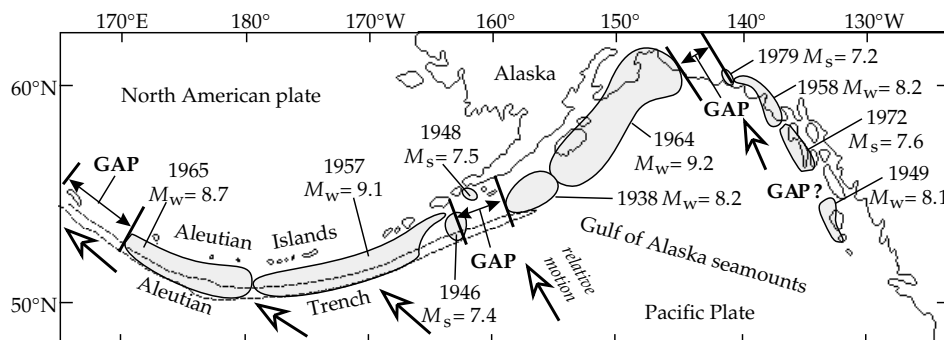 170°E 180° 160°W 150°W 140°W 130°W
60°N
50°N
North American plate
Alaska
GAP
1965
Mw = 8.7
1957
Mw = 9.1
1948
Ms = 7.5
1964
Mw = 9.2
1938 Mw = 8.2
GAP
1979 Ms = 7.2
1958 Mw = 8.2
1972
Ms = 7.6
GAP ?
1949
Mw = 8.1
Aleutian Islands
Aleutian Trench
1946
Ms = 7.4
GAP
relative
motion
Gulf of Alaska seamounts
Pacific Plate